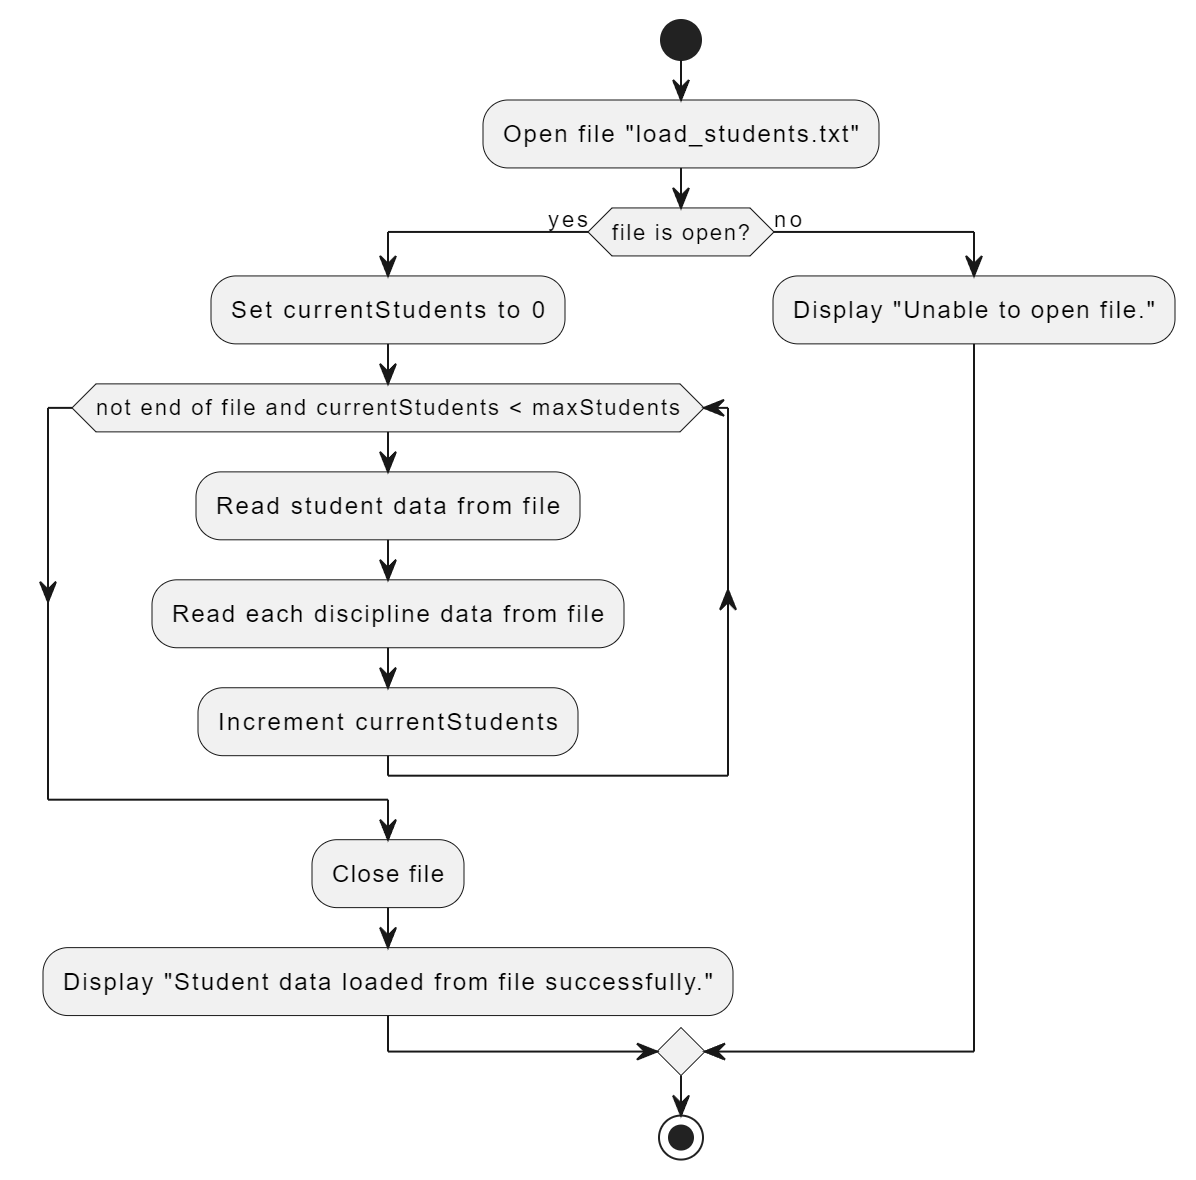 Open file "load_students.txt"
yes
file is open?
no
Set currentStudents to 0
Display "Unable to open file."
not end of file and currentStudents < maxStudents
Read student data from file
Read each discipline data from file
Increment currentStudents
Close file
Display "Student data loaded from file successfully."